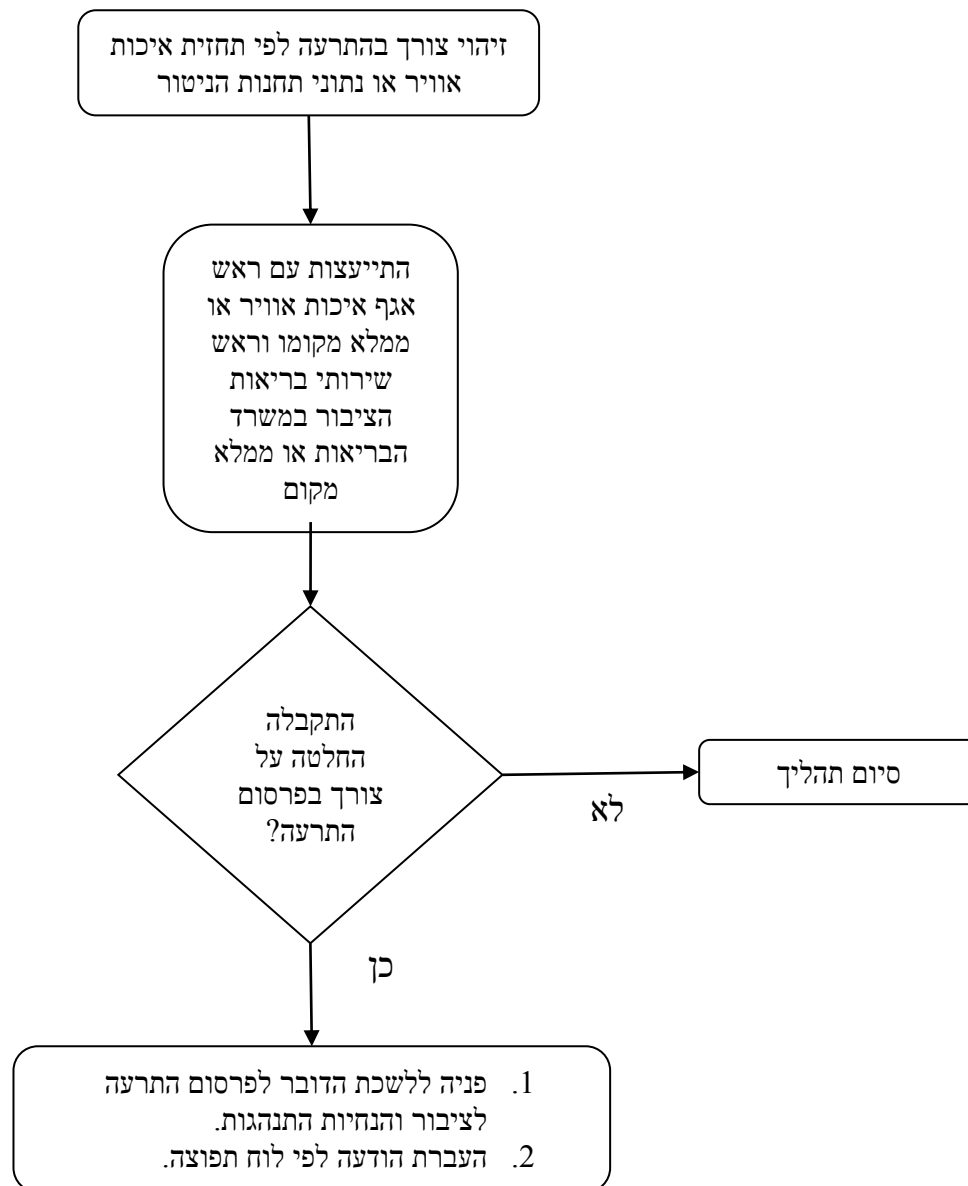 זיהוי צורך בהתרעה לפי תחזית איכות
אוויר או נתוני תחנות הניטור
התייעצות עם ראש
אגף איכות אוויר או
ממלא מקומו וראש
שירותי בריאות
הציבור במשרד
הבריאות או ממלא
מקום
התקבלה
החלטה על
צורך בפרסום
התרעה?
סיום תהליך
לא
כן
1. פניה ללשכת הדובר לפרסום התרעה
לציבור והנחיות התנהגות.
2. העברת הודעה לפי לוח תפוצה.